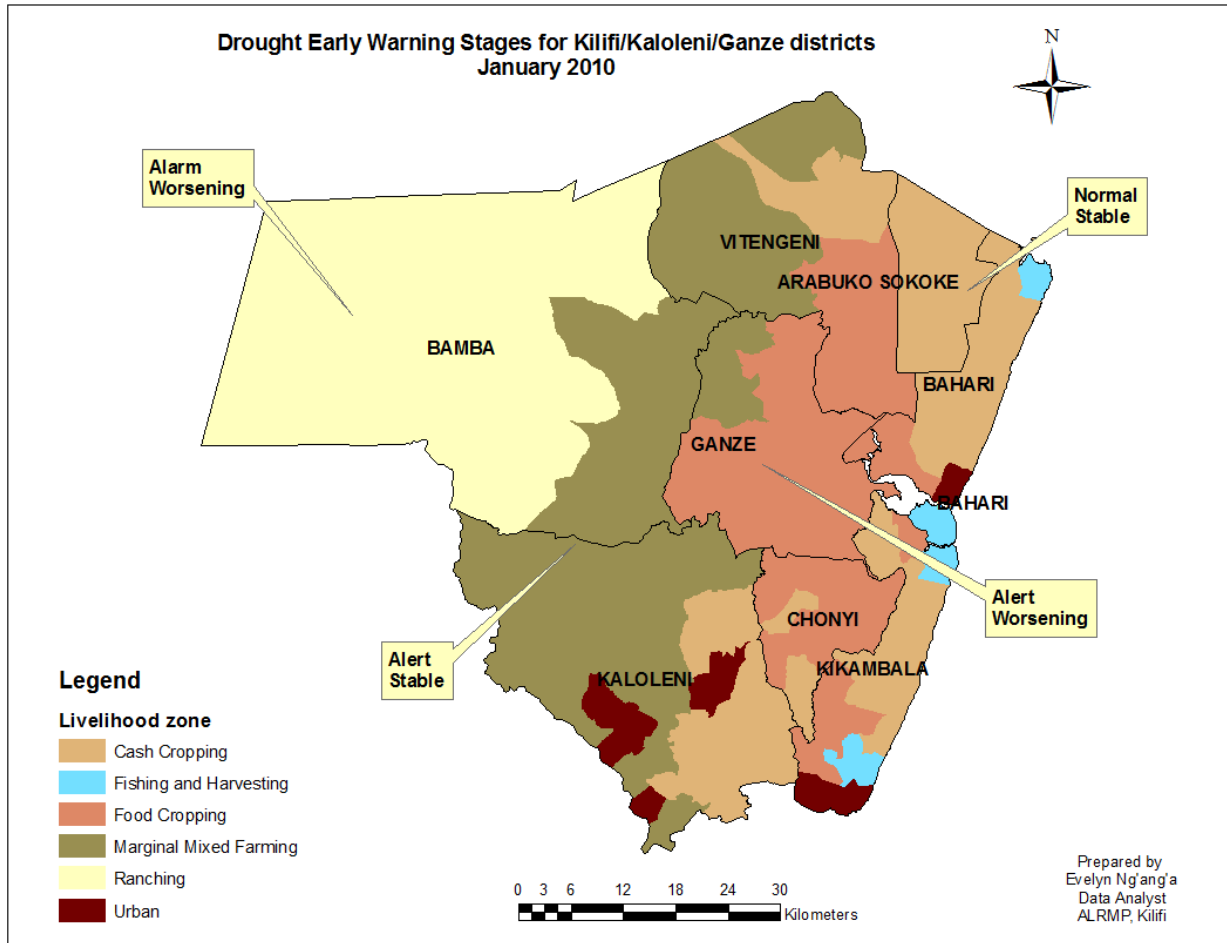 Drought Early Warning Stages for Kilifi/Kaloleni/Ganze districts
January 2010
N
Alarm
Worsening
Normal
Stable
VITENGENI
ARABUKO SOKOKE
BAMBA
BAHARI
GANZE
BAHARI
Alert
Worsening
CHONYI
Alert
Stable
KALOLENI
KIKAMBALA
Legend
Livelihood zone
Cash Cropping
Fishing and Harvesting
Food Cropping
Marginal Mixed Farming
Ranching
Urban
0 3 6 12 18 24 30
Kilometers
Prepared by
Evelyn Ng'ang'a
Data Analyst
ALRMP, Kilifi